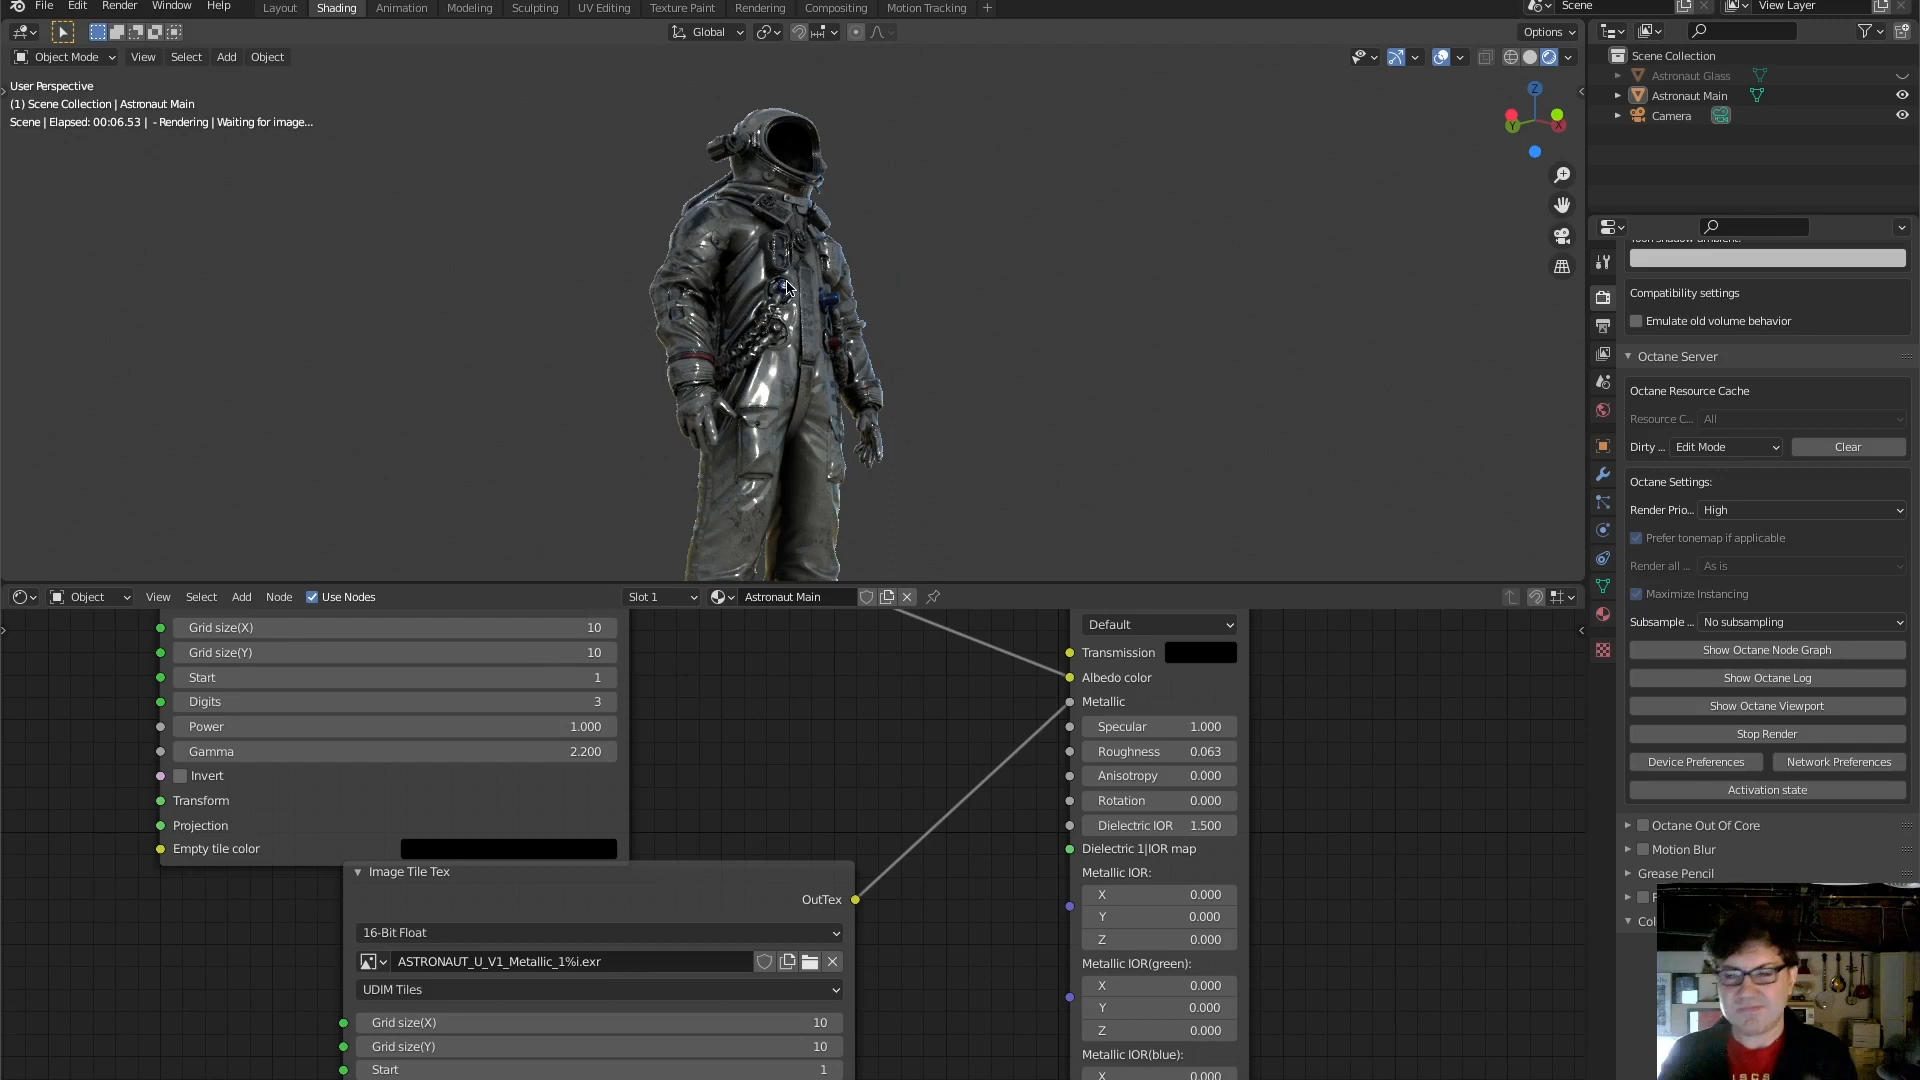 File Edit Render Window Help Layout Shading Animation Rendering Modeling Sculpting UV Editing Texture Paint Rendering Compositing Motion Tracking + Scene View Layer
Global Options
Object Mode View Select Add Object
User Perspective
(1) Scene Collection | Astronaut Main
Scene | Elapsed: 00:06.53 | - Rendering | Waiting for image...
Z
Y X
Scene Collection
Astronaut Glass
Astronaut Main
Camera
Compatibility settings
Emulate old volume behavior
Octane Server
Octane Resource Cache
Resource C... All
Dirty ... Edit Mode Clear
Octane Settings:
Render Prio... High
Prefer tonemap if applicable
Render all ... As is
Maximize Instancing
Subsample ... No subsampling
Show Octane Node Graph
Show Octane Log
Show Octane Viewport
Stop Render
Device Preferences Network Preferences
Activation state
Octane Out Of Core
Motion Blur
Grease Pencil
Col
Object View Select Add Node Use Nodes Slot 1 Astronaut Main
Grid size(X) 10
Grid size(Y) 10
Start 1
Digits 3
Power 1.000
Gamma 2.200
Invert
Transform
Projection
Empty tile color
Image Tile Tex
OutTex
16-Bit Float
ASTRONAUT_U_V1_Metallic_1%i.exr
UDIM Tiles
Grid size(X) 10
Grid size(Y) 10
Start 1
Default
Transmission
Albedo color
Metallic
Specular 1.000
Roughness 0.063
Anisotropy 0.000
Rotation 0.000
Dielectric IOR 1.500
Dielectric 1|IOR map
Metallic IOR:
X 0.000
Y 0.000
Z 0.000
Metallic IOR(green):
X 0.000
Y 0.000
Z 0.000
Metallic IOR(blue):
X 0.000